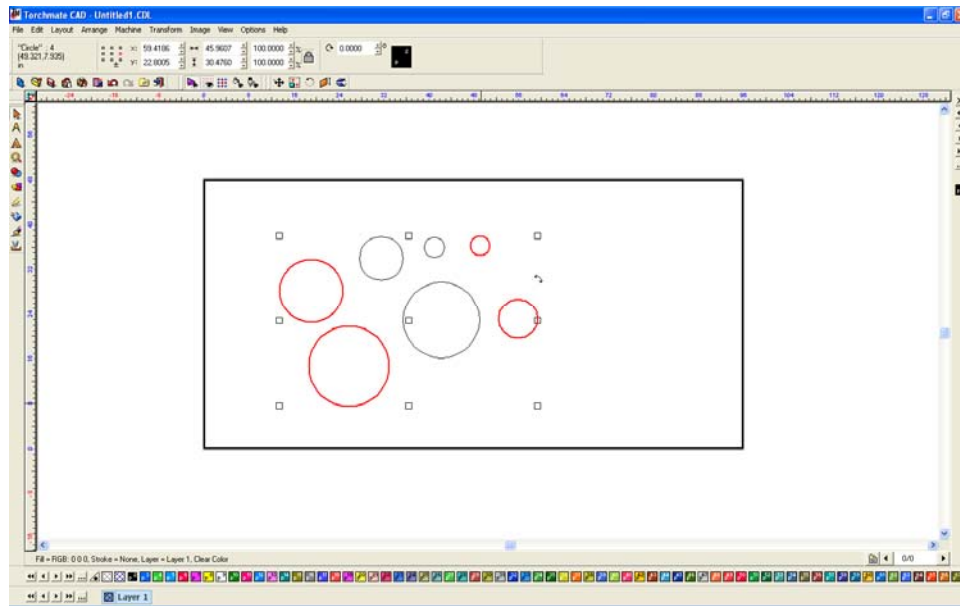 Torchmate CAD - Untitled1.CDL
File Edit Layout Arrange Machine Transform Image View Options Help
"Circle" : 4
(49.321,7.935)
in
x: 59.4106
y: 22.8005
45.9607
30.4760
100.0000
100.0000
0.0000
Fill = RGB: 0 0 0, Stroke = None, Layer = Layer 1, Clear Color
0/0
Layer 1